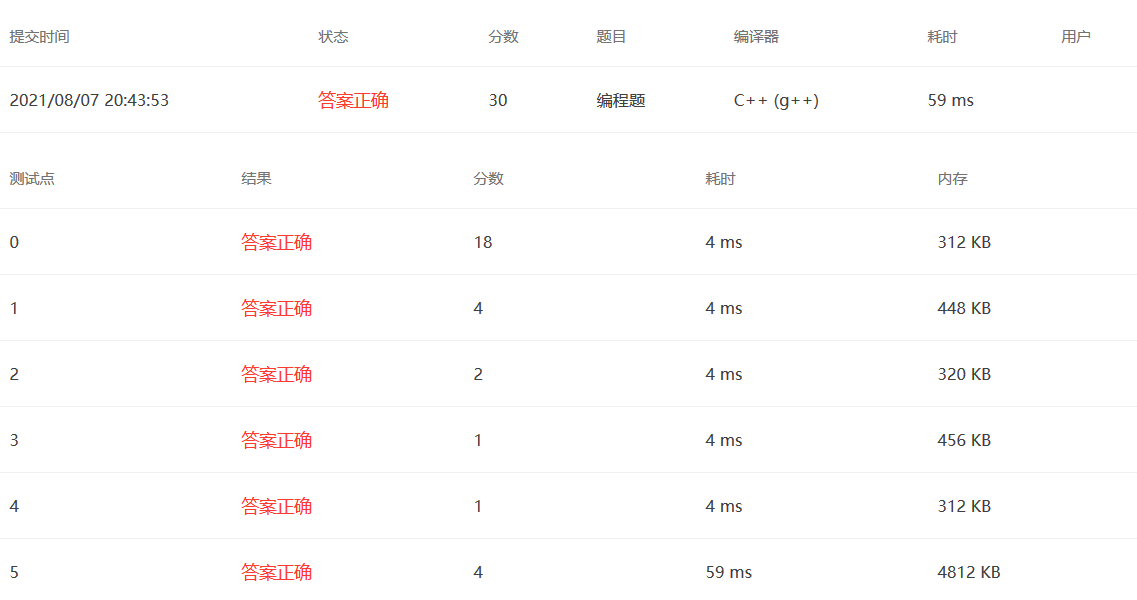 提交时间 状态 分数 题目 编译器 耗时 用户
2021/08/07 20:43:53 答案正确 30 编程题 C++ (g++) 59 ms
测试点 结果 分数 耗时 内存
0 答案正确 18 4 ms 312 KB
1 答案正确 4 4 ms 448 KB
2 答案正确 2 4 ms 320 KB
3 答案正确 1 4 ms 456 KB
4 答案正确 1 4 ms 312 KB
5 答案正确 4 59 ms 4812 KB